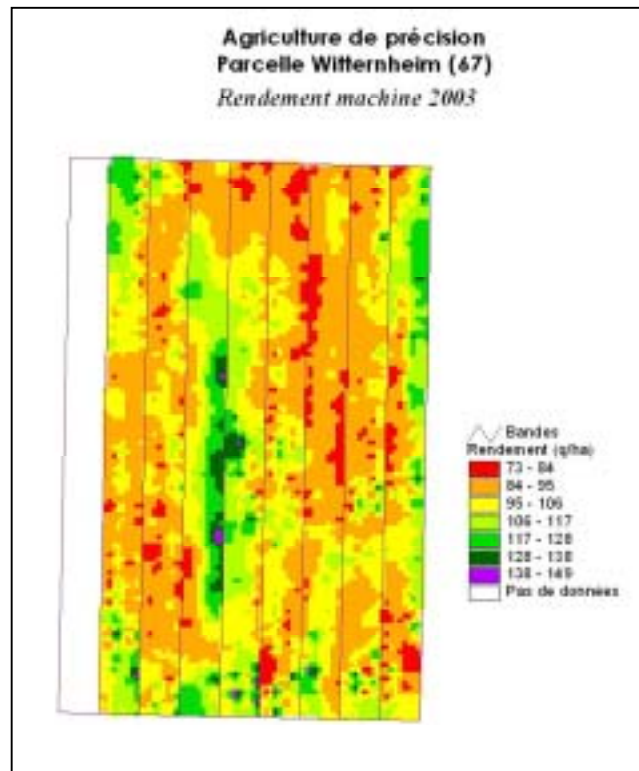 Agriculture de précision
Parcelle Witternheim (67)
Rendement machine 2003
Bandes
Rendement (q/ha)
73 - 84
84 - 95
95 - 106
106 - 117
117 - 128
128 - 138
138 - 149
Pas de données